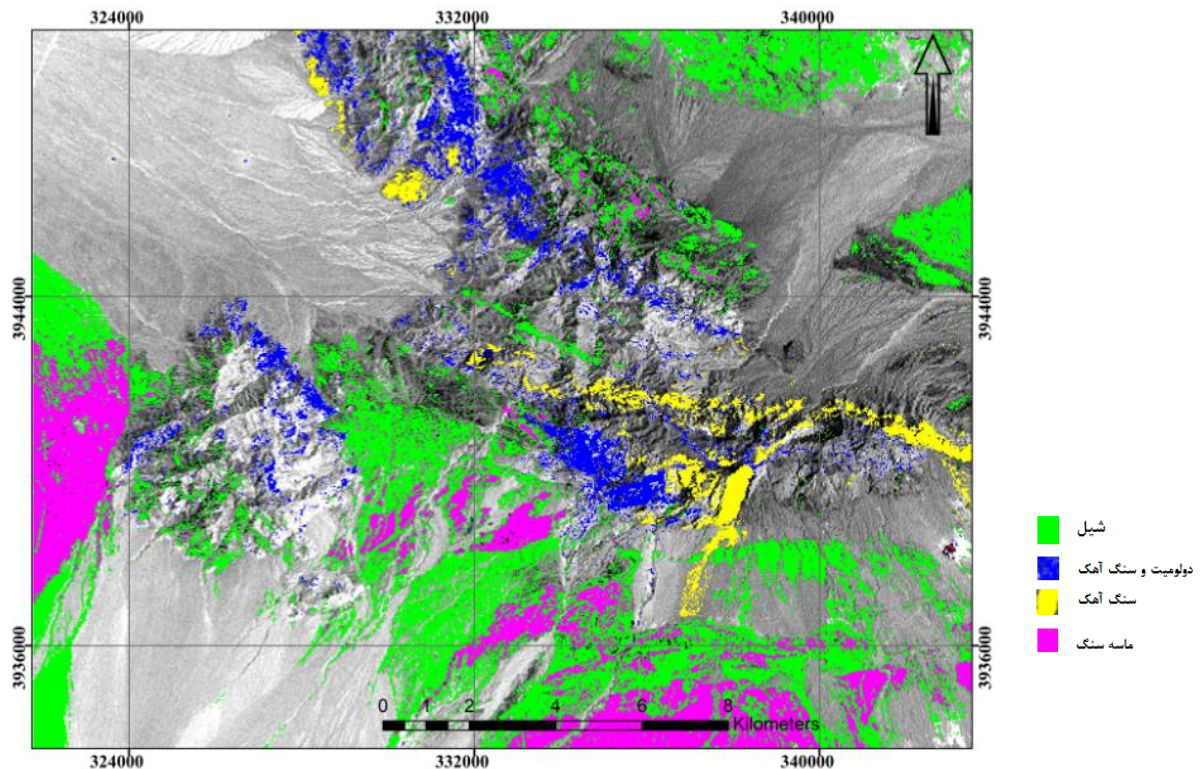 324000 332000 340000
3944000 3944000
3936000 3936000
0 1 2 4 6 8
Kilometers
324000 332000 340000
شیل
دولومیت و سنگ آهک
سنگ آهک
ماسه سنگ